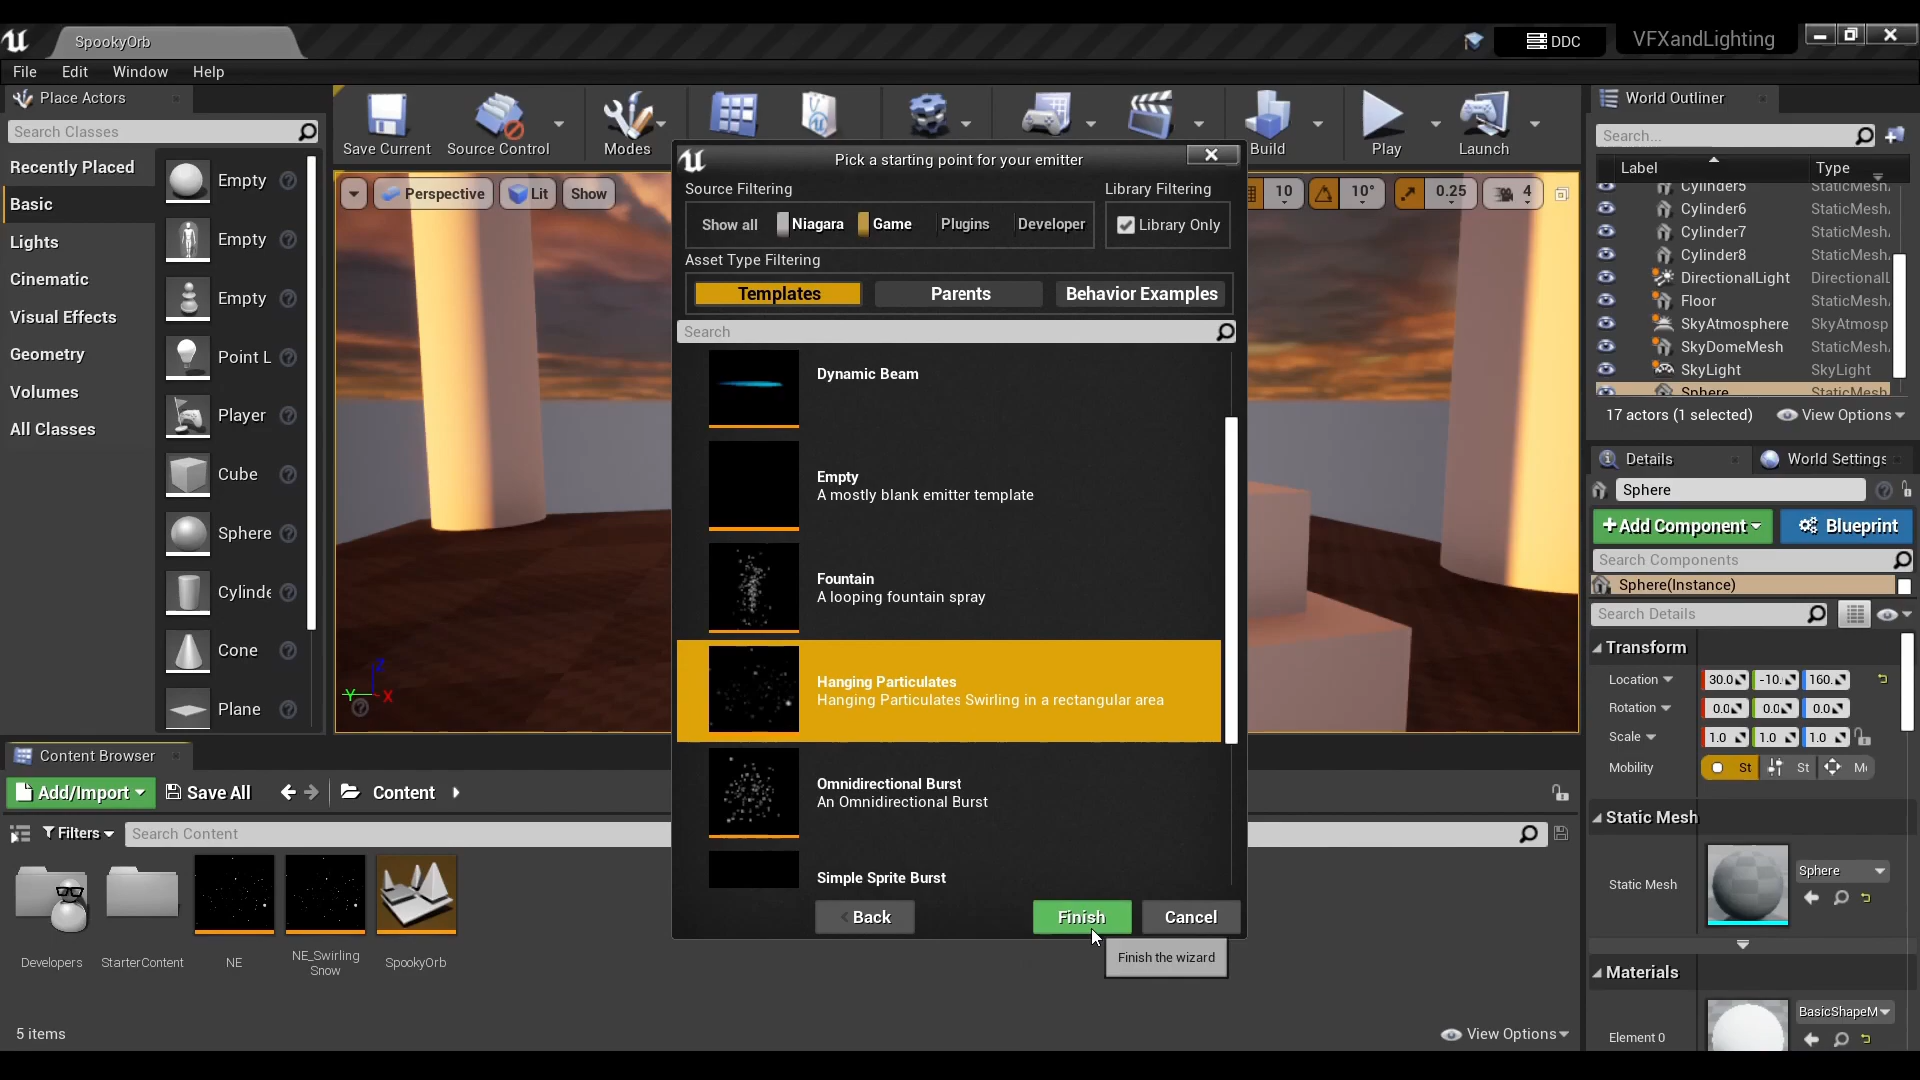 SpookyOrb
DDC
VFXandLighting
File Edit Window Help
Place Actors
Search Classes
Recently Placed
Basic
Lights
Cinematic
Visual Effects
Geometry
Volumes
All Classes
Empty
Empty
Empty
Point L
Player
Cube
Sphere
Cylinde
Cone
Plane
Save Current
Source Control
Modes
Build
Play
Launch
Perspective
Lit
Show
10
10°
0.25
4
Z
Y
X
Pick a starting point for your emitter
Source Filtering
Library Filtering
Show all Niagara Game Plugins Developer
Library Only
Asset Type Filtering
Templates Parents Behavior Examples
Search
Dynamic Beam
Empty
A mostly blank emitter template
Fountain
A looping fountain spray
Hanging Particulates
Hanging Particulates Swirling in a rectangular area
Omnidirectional Burst
An Omnidirectional Burst
Simple Sprite Burst
Back
Finish
Cancel
Finish the wizard
World Outliner
Search...
Label Type
Cylinder5 StaticMesh
Cylinder6 StaticMesh
Cylinder7 StaticMesh
Cylinder8 StaticMesh
DirectionalLight DirectionalL
Floor StaticMesh
SkyAtmosphere SkyAtmosp
SkyDomeMesh StaticMesh
SkyLight SkyLight
Sphere StaticMesh
17 actors (1 selected)
View Options
Details
World Settings
Sphere
+Add Component
Blueprint
Search Components
Sphere(Instance)
Search Details
Transform
Location 30.0 -10. 160.
Rotation 0.0 0.0 0.0
Scale 1.0 1.0 1.0
Mobility St St Mo
Static Mesh
Static Mesh
Sphere
Materials
Element 0
BasicShapeM
Content Browser
Add/Import
Save All
Content
Filters
Search Content
Developers
StarterContent
NE
NE_Swirling
Snow
SpookyOrb
5 items
View Options